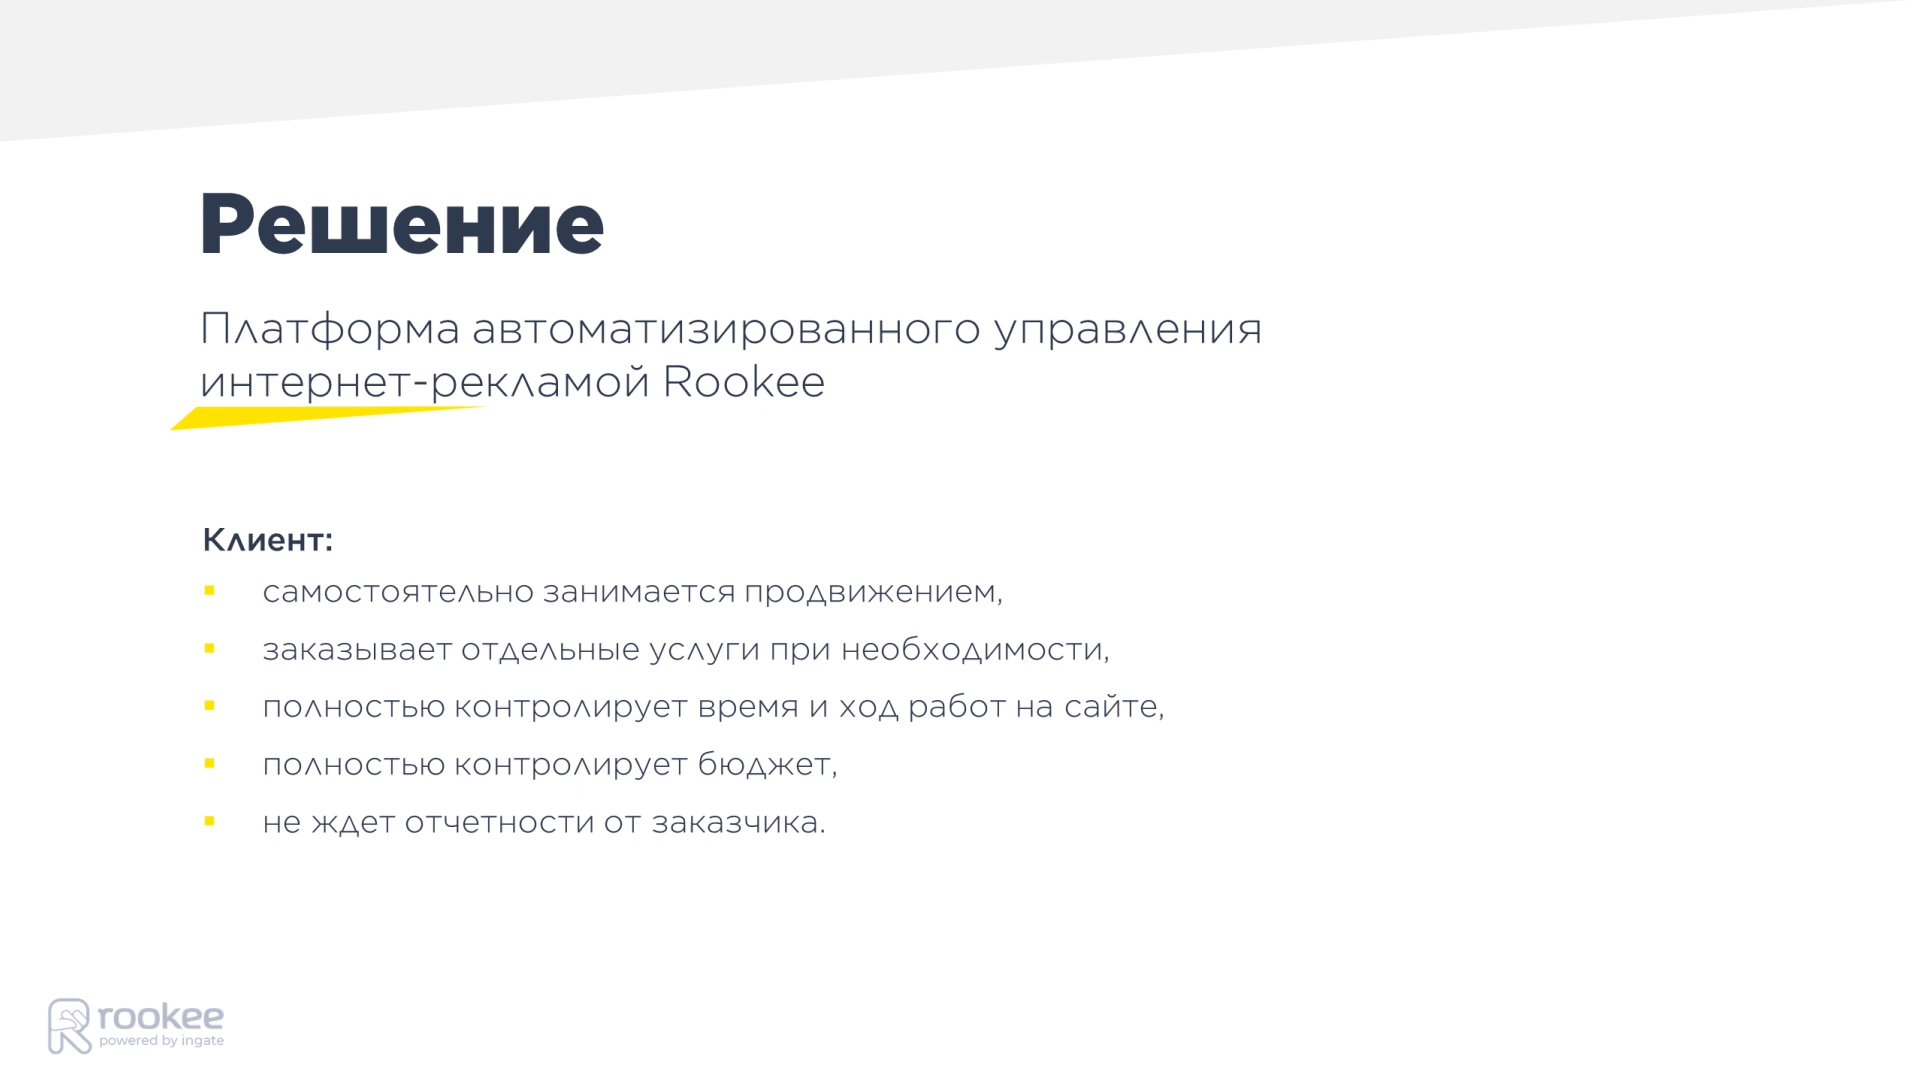 Решение
Платформа автоматизированного управления
интернет-рекламой Rookee
Клиент:
самостоятельно занимается продвижением,
заказывает отдельные услуги при необходимости,
полностью контролирует время и ход работ на сайте,
полностью контролирует бюджет,
не ждет отчетности от заказчика.
rookee
powered by ingate